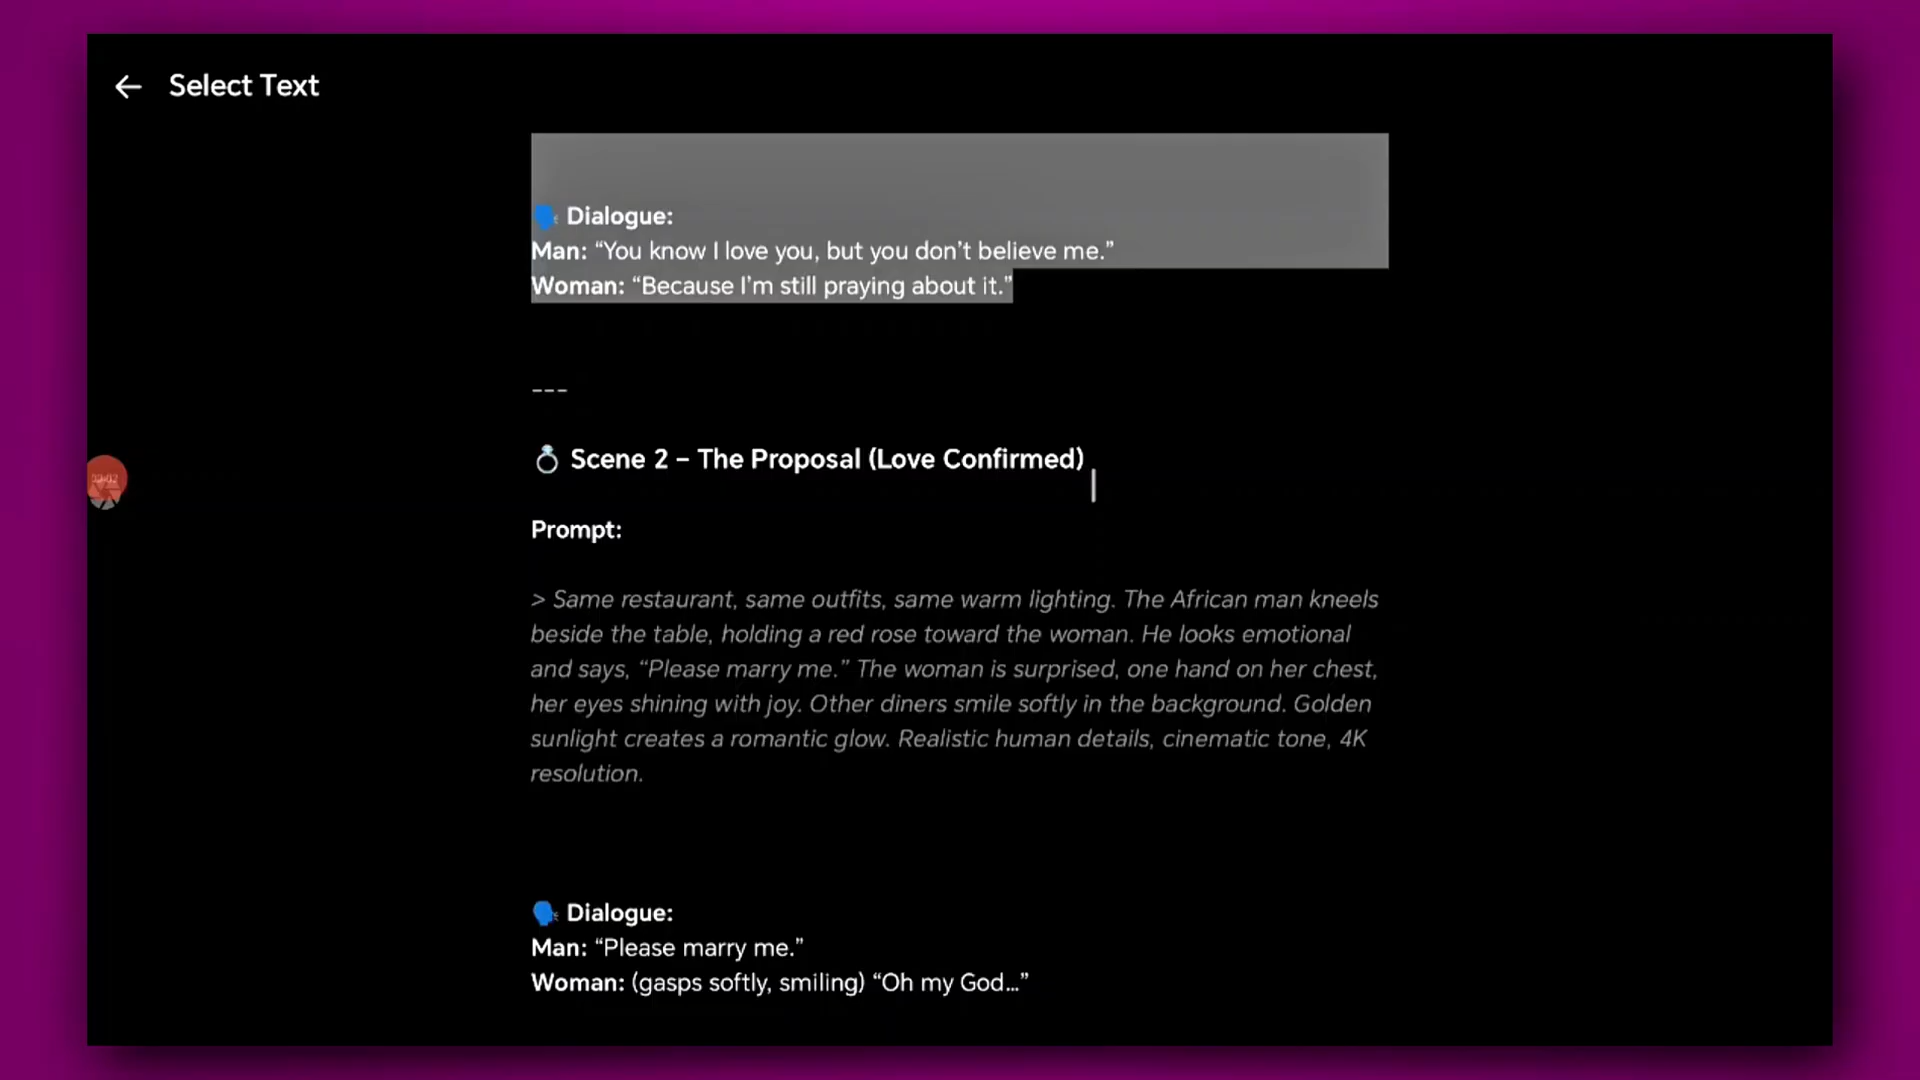 Select Text
🗣️ Dialogue:
Man: “You know I love you, but you don’t believe me.”
Woman: “Because I’m still praying about it.”
---
💍 Scene 2 – The Proposal (Love Confirmed)
Prompt:
> Same restaurant, same outfits, same warm lighting. The African man kneels
beside the table, holding a red rose toward the woman. He looks emotional
and says, “Please marry me.” The woman is surprised, one hand on her chest,
her eyes shining with joy. Other diners smile softly in the background. Golden
sunlight creates a romantic glow. Realistic human details, cinematic tone, 4K
resolution.
🗣️ Dialogue:
Man: “Please marry me.”
Woman: (gasps softly, smiling) “Oh my God…”